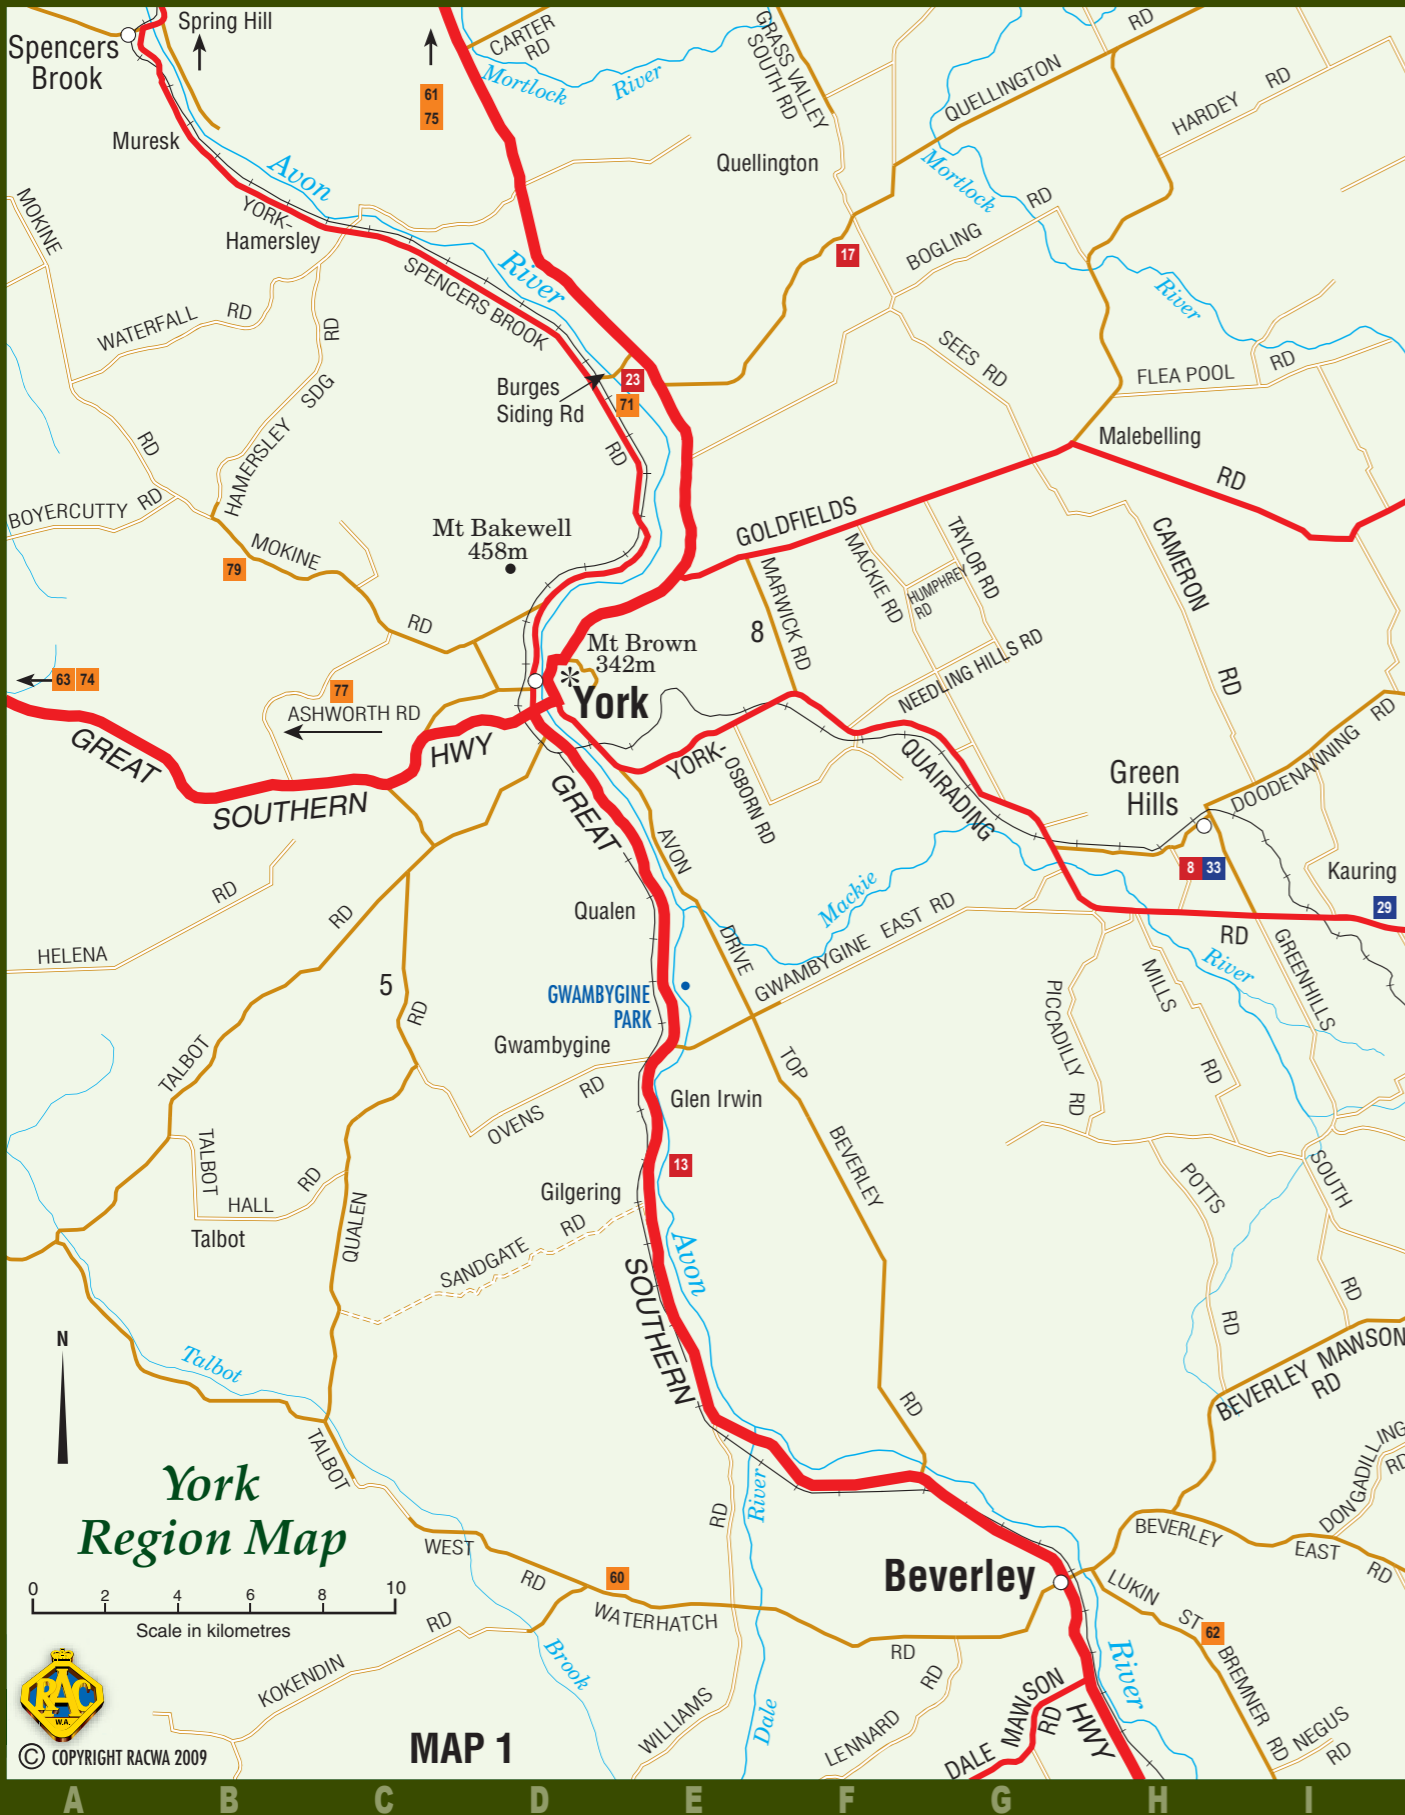 Spring Hill
Spencers
Brook
CARTER
RD
GRASS VALLEY
SOUTH RD
RD
Mortlock
River
61
75
QUELLINGTON
HARDEY
RD
Muresk
Quellington
Avon
Mortlock
MOKINE
YORK-
Hamersley
RD
BOGLING
17
River
SPENCERS BROOK
River
WATERFALL
RD
RD
SEES RD
FLEA POOL
RD
Burges
Siding Rd
23
71
SDG
HAMERSLEY
RD
RD
Malebelling
RD
BOYERCUTTY RD
Mt Bakewell
458m
GOLDFIELDS
MOKINE
79
MARWICK RD
MACKIE RD
TAYLOR RD
HUMPHREY
RD
CAMERON
RD
RD
8
Mt Brown
342m
NEEDLING HILLS RD
63
74
77
York
ASHWORTH RD
RD
GREAT
HWY
SOUTHERN
GREAT
YORK-
OSBORN RD
QUAIRADING
Green
Hills
DOODENANNING
AVON
8
33
Kauring
29
Mackie
RD
RD
Qualen
HELENA
DRIVE
GWAMBYGINE EAST RD
RD
River
GREENHILLS
5
RD
GWAMBYGINE
PARK
PICCADILLY
RD
MILLS
RD
Gwambygine
TALBOT
TOP
OVENS
RD
Glen Irwin
TALBOT
HALL
RD
Talbot
QUALEN
13
BEVERLEY
Gilgering
POTTS
RD
SOUTH
RD
SANDGATE
RD
Avon
SOUTHERN
N
Talbot
BEVERLEY MAWSON
RD
RD
TALBOT
DONGADILLING
RD
York
Region Map
River
RD
WEST
RD
BEVERLEY
EAST
RD
Beverley
0
2
4
6
8
10
Scale in kilometres
60
LUKIN
ST
62
BREMNER
RD
WATERHATCH
RD
RD
KOKENDIN
Brook
River
RAC
W.A.
WILLIAMS
Dale
LENNARD
RD
DALE
MAWSON
RD
HWY
NEGUS
RD
© COPYRIGHT RACWA 2009
MAP 1
A
B
C
D
E
F
G
H
I